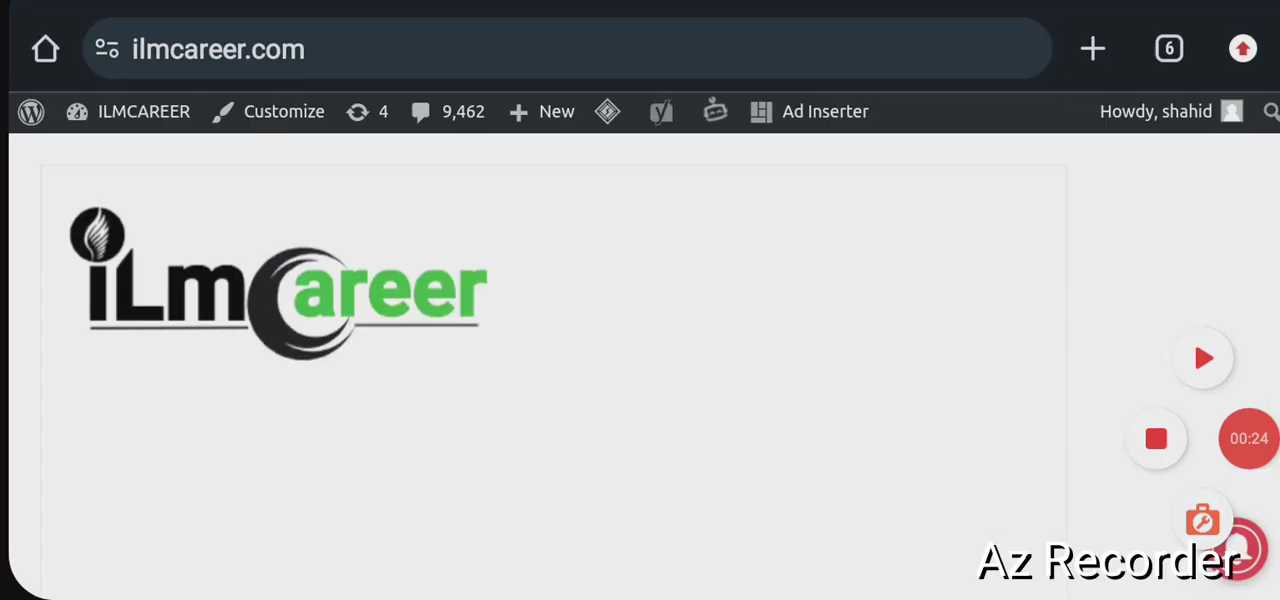 ilmcareer.com
6
ILMCAREER Customize 4 9,462 New Ad Inserter Howdy, shahid
iLmCareer
00:24
Az Recorder